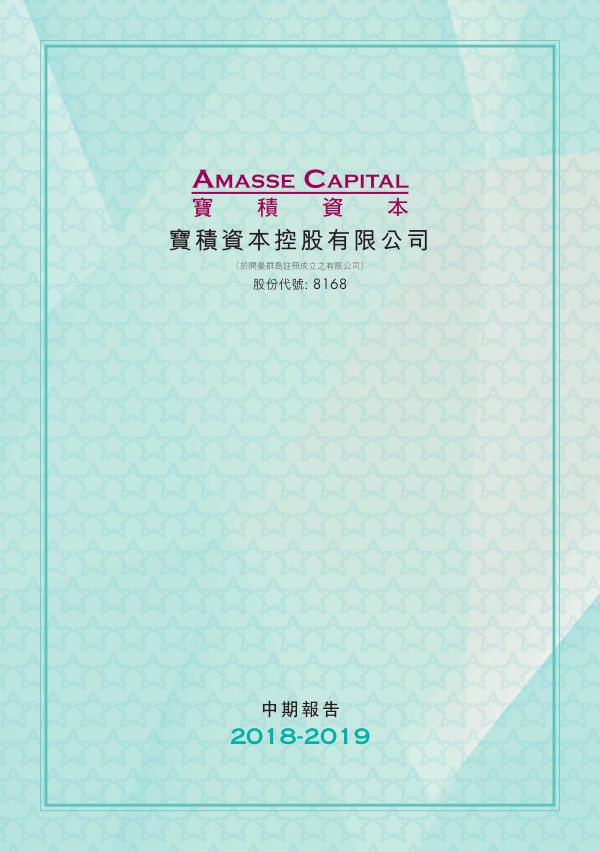 AMASSE CAPITAL
寶積資本
寶積資本控股有限公司
（於開曼群島註冊成立之有限公司）
股份代號: 8168
中期報告
2018-2019